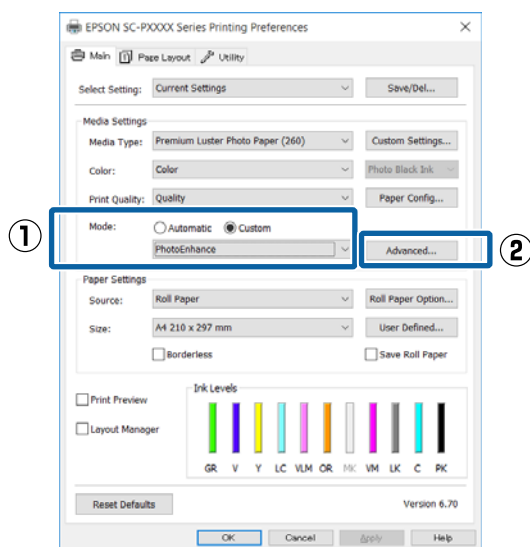 EPSON SC-PXXXX Series Printing Preferences
Main Page Layout Utility
Select Setting: Current Settings Save/Del...
Media Settings
Media Type: Premium Luster Photo Paper (260) Custom Settings...
Color: Color Photo Black Ink
Print Quality: Quality Paper Config...
① Mode: Automatic Custom
PhotoEnhance Advanced... ②
Paper Settings
Source: Roll Paper Roll Paper Option...
Size: A4 210 x 297 mm User Defined...
Borderless Save Roll Paper
Ink Levels
Print Preview
Layout Manager
GR V Y LC VLM OR MK VM LK C PK
Reset Defaults Version 6.70
OK Cancel Apply Help